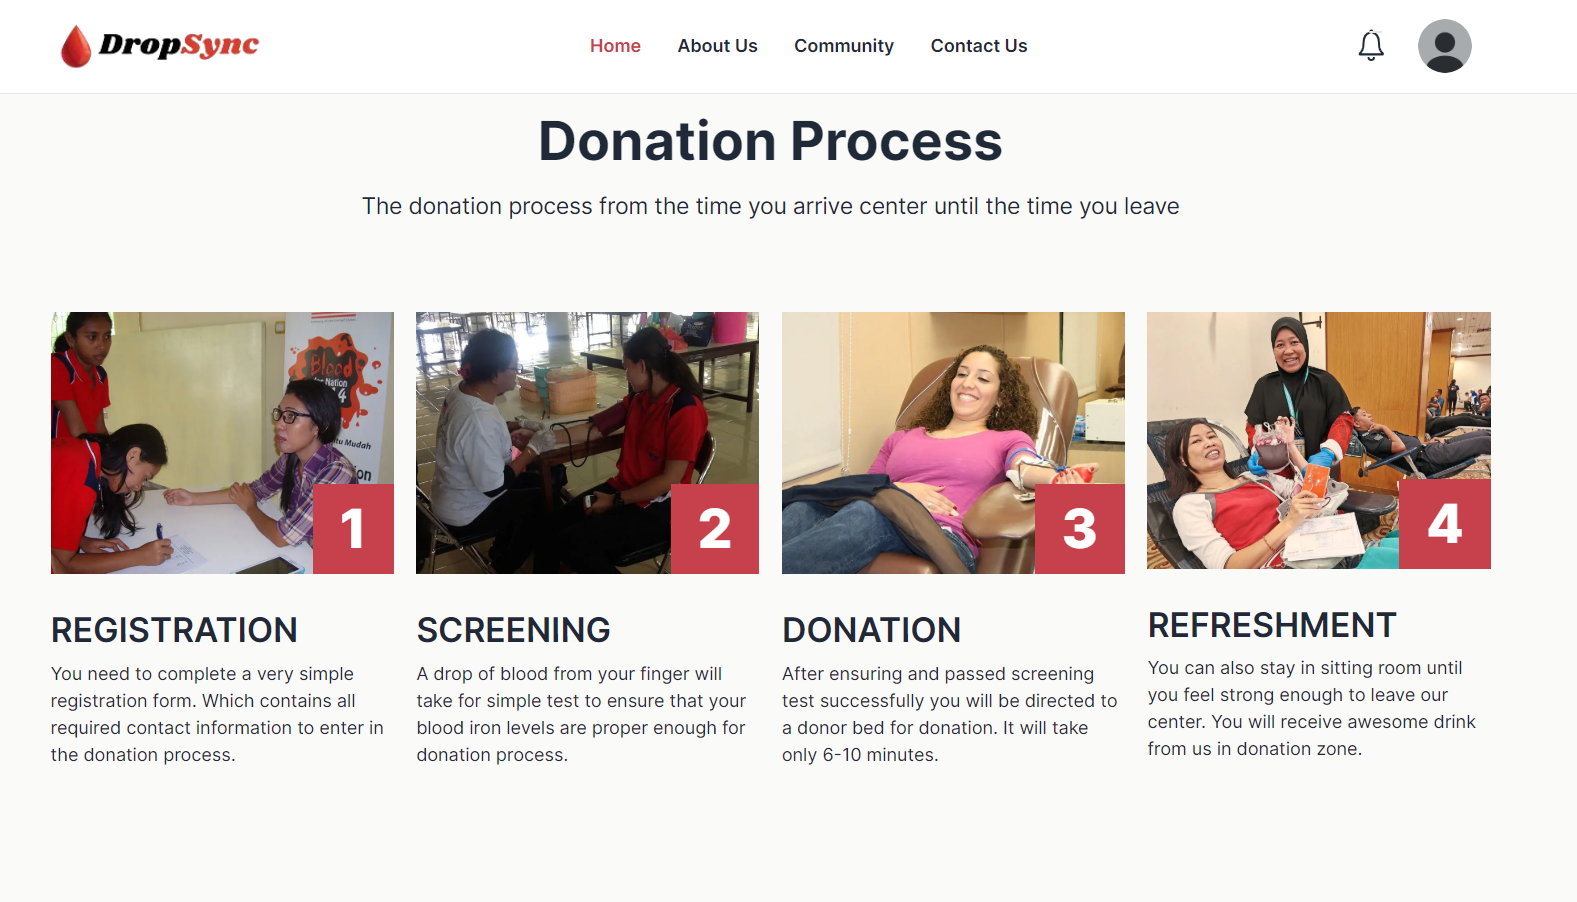 DropSync
Home
About Us
Community
Contact Us
Donation Process
The donation process from the time you arrive center until the time you leave
Blood
Nation
4
Mudah
on
1
2
3
4
REGISTRATION
You need to complete a very simple
registration form. Which contains all
required contact information to enter in
the donation process.
SCREENING
A drop of blood from your finger will
take for simple test to ensure that your
blood iron levels are proper enough for
donation process.
DONATION
After ensuring and passed screening
test successfully you will be directed to
a donor bed for donation. It will take
only 6-10 minutes.
REFRESHMENT
You can also stay in sitting room until
you feel strong enough to leave our
center. You will receive awesome drink
from us in donation zone.